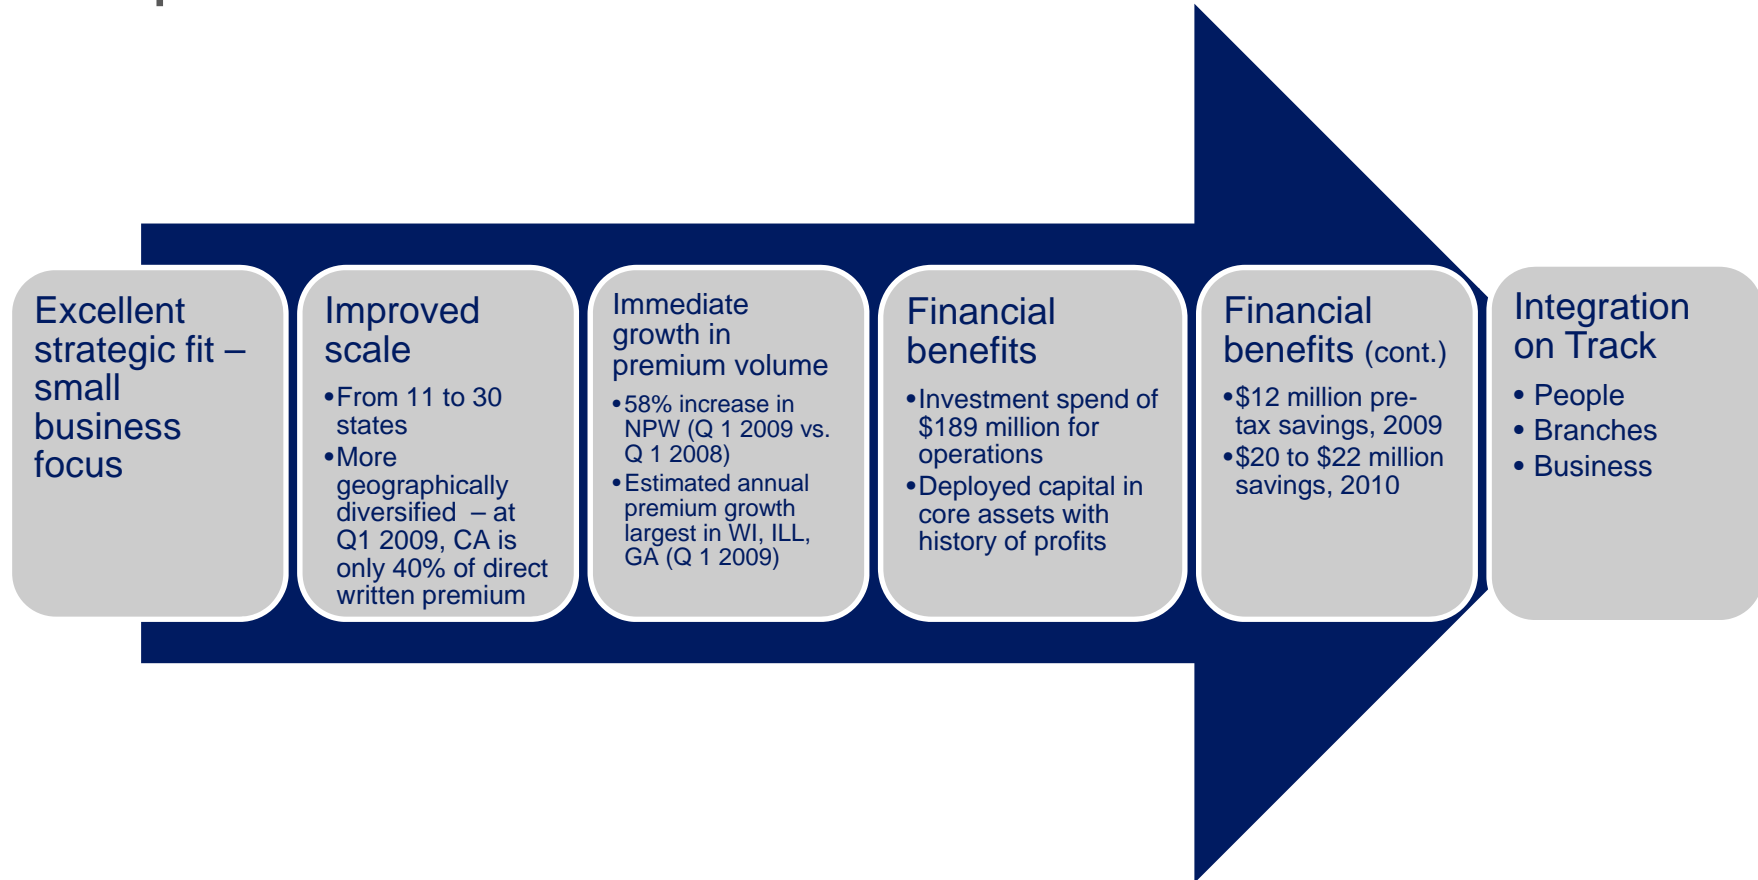 Excellent
strategic fit –
small
business
focus
Improved
scale
•From 11 to 30
states
•More
geographically
diversified – at
Q1 2009, CA is
only 40% of direct
written premium
Immediate
growth in
premium volume
•58% increase in
NPW (Q 1 2009 vs.
Q 1 2008)
•Estimated annual
premium growth
largest in WI, ILL,
GA (Q 1 2009)
Financial
benefits
•Investment spend of
$189 million for
operations
•Deployed capital in
core assets with
history of profits
Financial
benefits (cont.)
•$12 million pre-
tax savings, 2009
•$20 to $22 million
savings, 2010
Integration
on Track
• People
• Branches
• Business